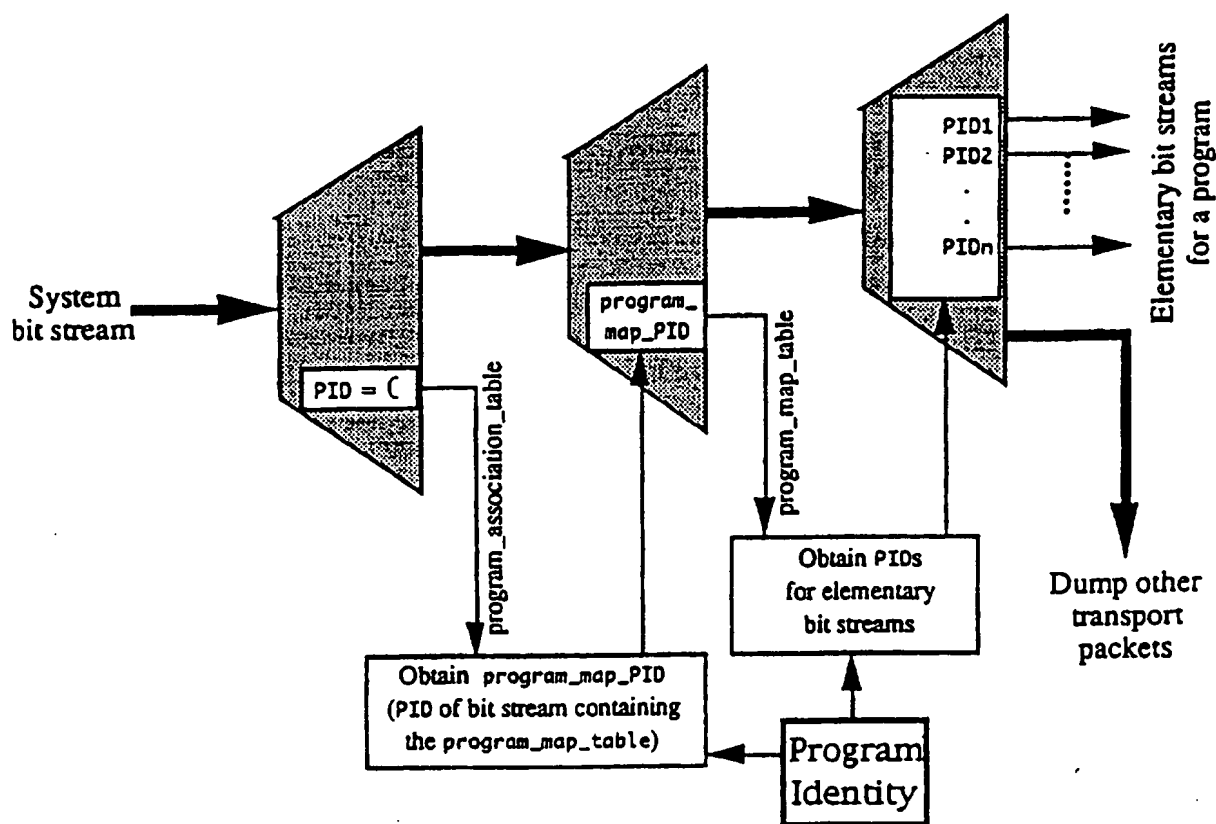 System
bit stream
PID = (
program_association_table
program_
map_PID
program_map_table
PID1
PID2
.
.
PIDn
Elementary bit streams
for a program
Obtain program_map_PID
(PID of bit stream containing
the program_map_table)
Obtain PIDs
for elementary
bit streams
Program
Identity
Dump other
transport
packets